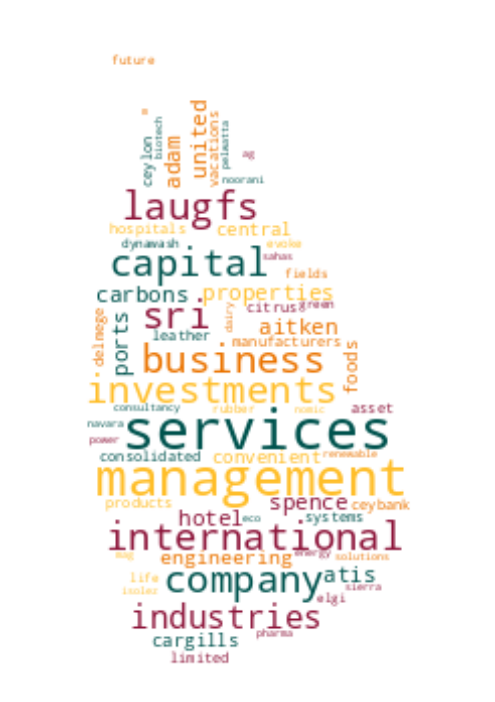 future
united
ceylon
biotech
adam
vacations
pelwatta
ag
noorani
laugfs
hospitals
central
dynawash
evoke
capital
sahas
fields
carbons
properties
citrus
green
sri
dairy
delmege
ports
leather
aitken
manufacturers
business
foods
investments
consultancy
rubber
asset
navara
services
power
consolidated
convenient
renewable
management
products
spence
ceybank
hotel
eco
systems
international
engineering
energy
solutions
life
company
atis
sierra
isolez
elgi
industries
pharma
cargills
limited